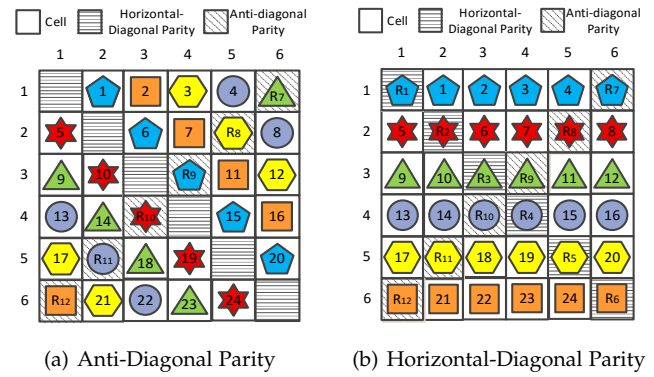 Cell Horizontal-Diagonal Parity Anti-diagonal Parity Cell Horizontal-Diagonal Parity Anti-diagonal Parity
1 2 3 4 5 6 1 2 3 4 5 6
1 1 2 3 4 R7 1 R1 1 2 3 4 R7
2 5 6 7 R8 8 2 5 R2 6 7 R8 8
3 9 10 R9 11 12 3 9 10 R3 R9 11 12
4 13 14 R10 15 16 4 13 14 R10 R4 15 16
5 17 R11 18 19 20 5 17 R11 18 19 R5 20
6 R12 21 22 23 24 6 R12 21 22 23 24 R6
(a) Anti-Diagonal Parity (b) Horizontal-Diagonal Parity